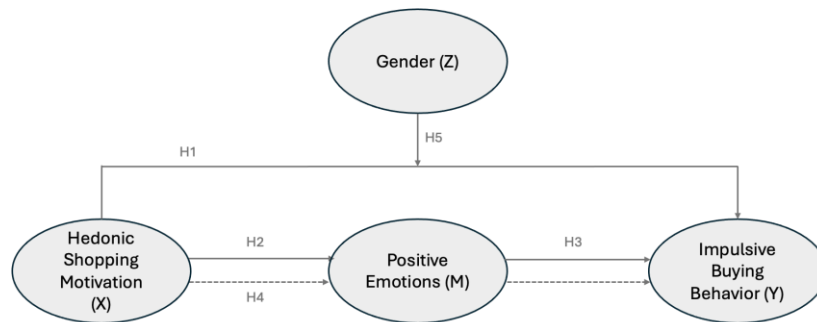 Gender (Z)
H5
H1
Hedonic
Shopping
Motivation
(X)
H2
H4
Positive
Emotions (M)
H3
Impulsive
Buying
Behavior (Y)